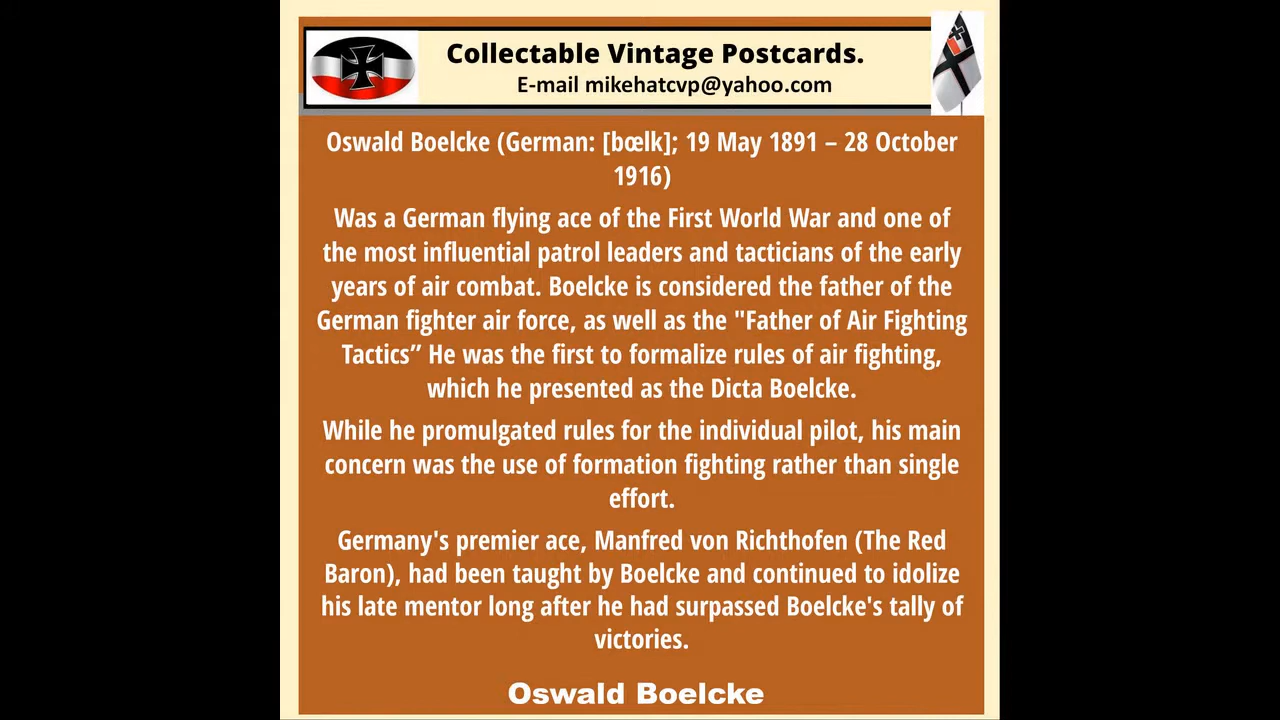 Collectable Vintage Postcards.
E-mail mikehatcvp@yahoo.com
Oswald Boelcke (German: [bœlk]; 19 May 1891 – 28 October
1916)
Was a German flying ace of the First World War and one of
the most influential patrol leaders and tacticians of the early
years of air combat. Boelcke is considered the father of the
German fighter air force, as well as the "Father of Air Fighting
Tactics” He was the first to formalize rules of air fighting,
which he presented as the Dicta Boelcke.
While he promulgated rules for the individual pilot, his main
concern was the use of formation fighting rather than single
effort.
Germany's premier ace, Manfred von Richthofen (The Red
Baron), had been taught by Boelcke and continued to idolize
his late mentor long after he had surpassed Boelcke's tally of
victories.
Oswald Boelcke